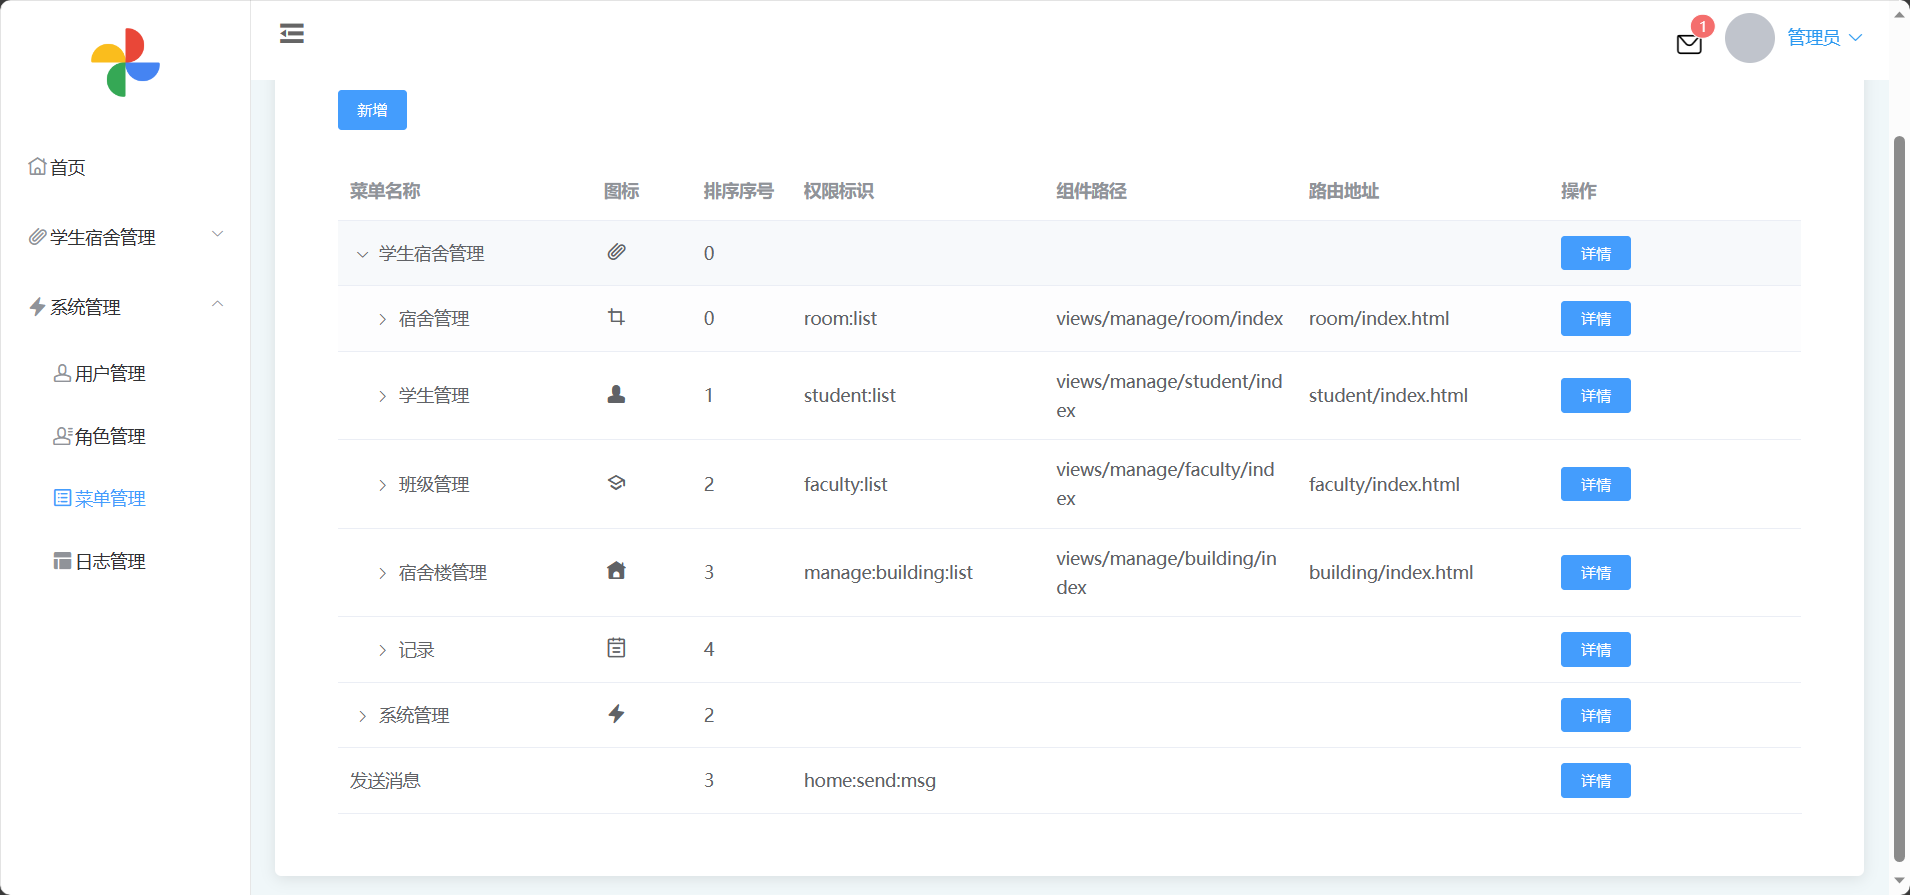 1
管理员
首页
学生宿舍管理
系统管理
用户管理
角色管理
菜单管理
日志管理
新增
菜单名称 图标 排序序号 权限标识 组件路径 路由地址 操作
学生宿舍管理 0 详情
宿舍管理 0 room:list views/manage/room/index room/index.html 详情
学生管理 1 student:list views/manage/student/ind
ex student/index.html 详情
班级管理 2 faculty:list views/manage/faculty/ind
ex faculty/index.html 详情
宿舍楼管理 3 manage:building:list views/manage/building/in
dex building/index.html 详情
记录 4 详情
系统管理 2 详情
发送消息 3 home:send:msg 详情